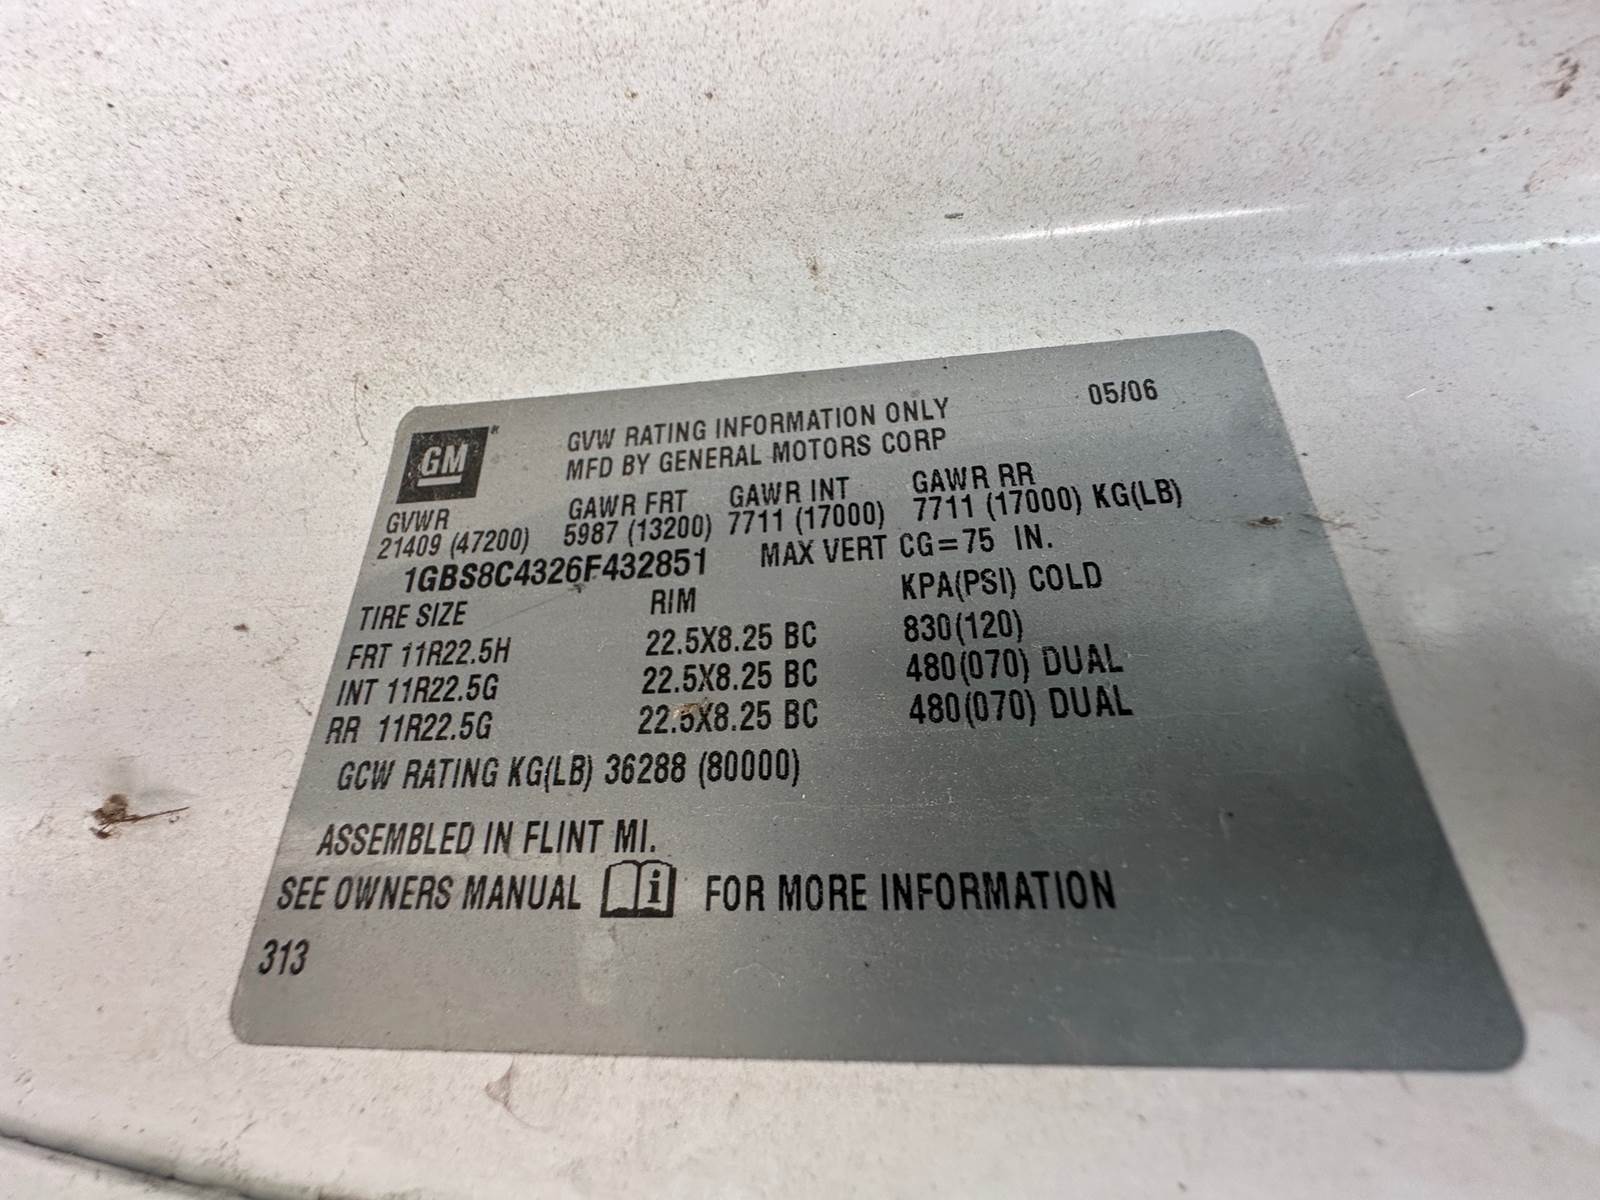 GM
GVW RATING INFORMATION ONLY 05/06
MFD BY GENERAL MOTORS CORP
GVWR GAWR FRT GAWR INT GAWR RR
21409 (47200) 5987 (13200) 7711 (17000) 7711 (17000) KG(LB)
1GBS8C4326F432851 MAX VERT CG=75 IN.
TIRE SIZE RIM KPA(PSI) COLD
FRT 11R22.5H 22.5X8.25 BC 830(120)
INT 11R22.5G 22.5X8.25 BC 480(070) DUAL
RR 11R22.5G 22.5X8.25 BC 480(070) DUAL
GCW RATING KG(LB) 36288 (80000)
ASSEMBLED IN FLINT MI.
SEE OWNERS MANUAL i FOR MORE INFORMATION
313